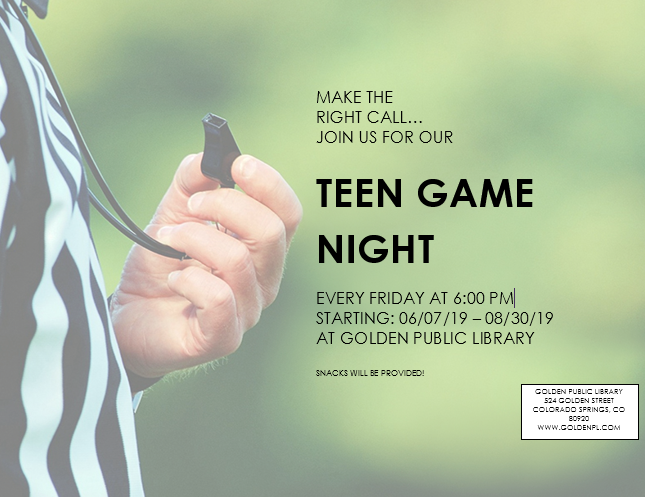 MAKE THE
RIGHT CALL...
JOIN US FOR OUR
TEEN GAME
NIGHT
EVERY FRIDAY AT 6:00 PM
STARTING: 06/07/19 – 08/30/19
AT GOLDEN PUBLIC LIBRARY
SNACKS WILL BE PROVIDED!
GOLDEN PUBLIC LIBRARY
524 GOLDEN STREET
COLORADO SPRINGS, CO
80920
WWW.GOLDENPL.COM